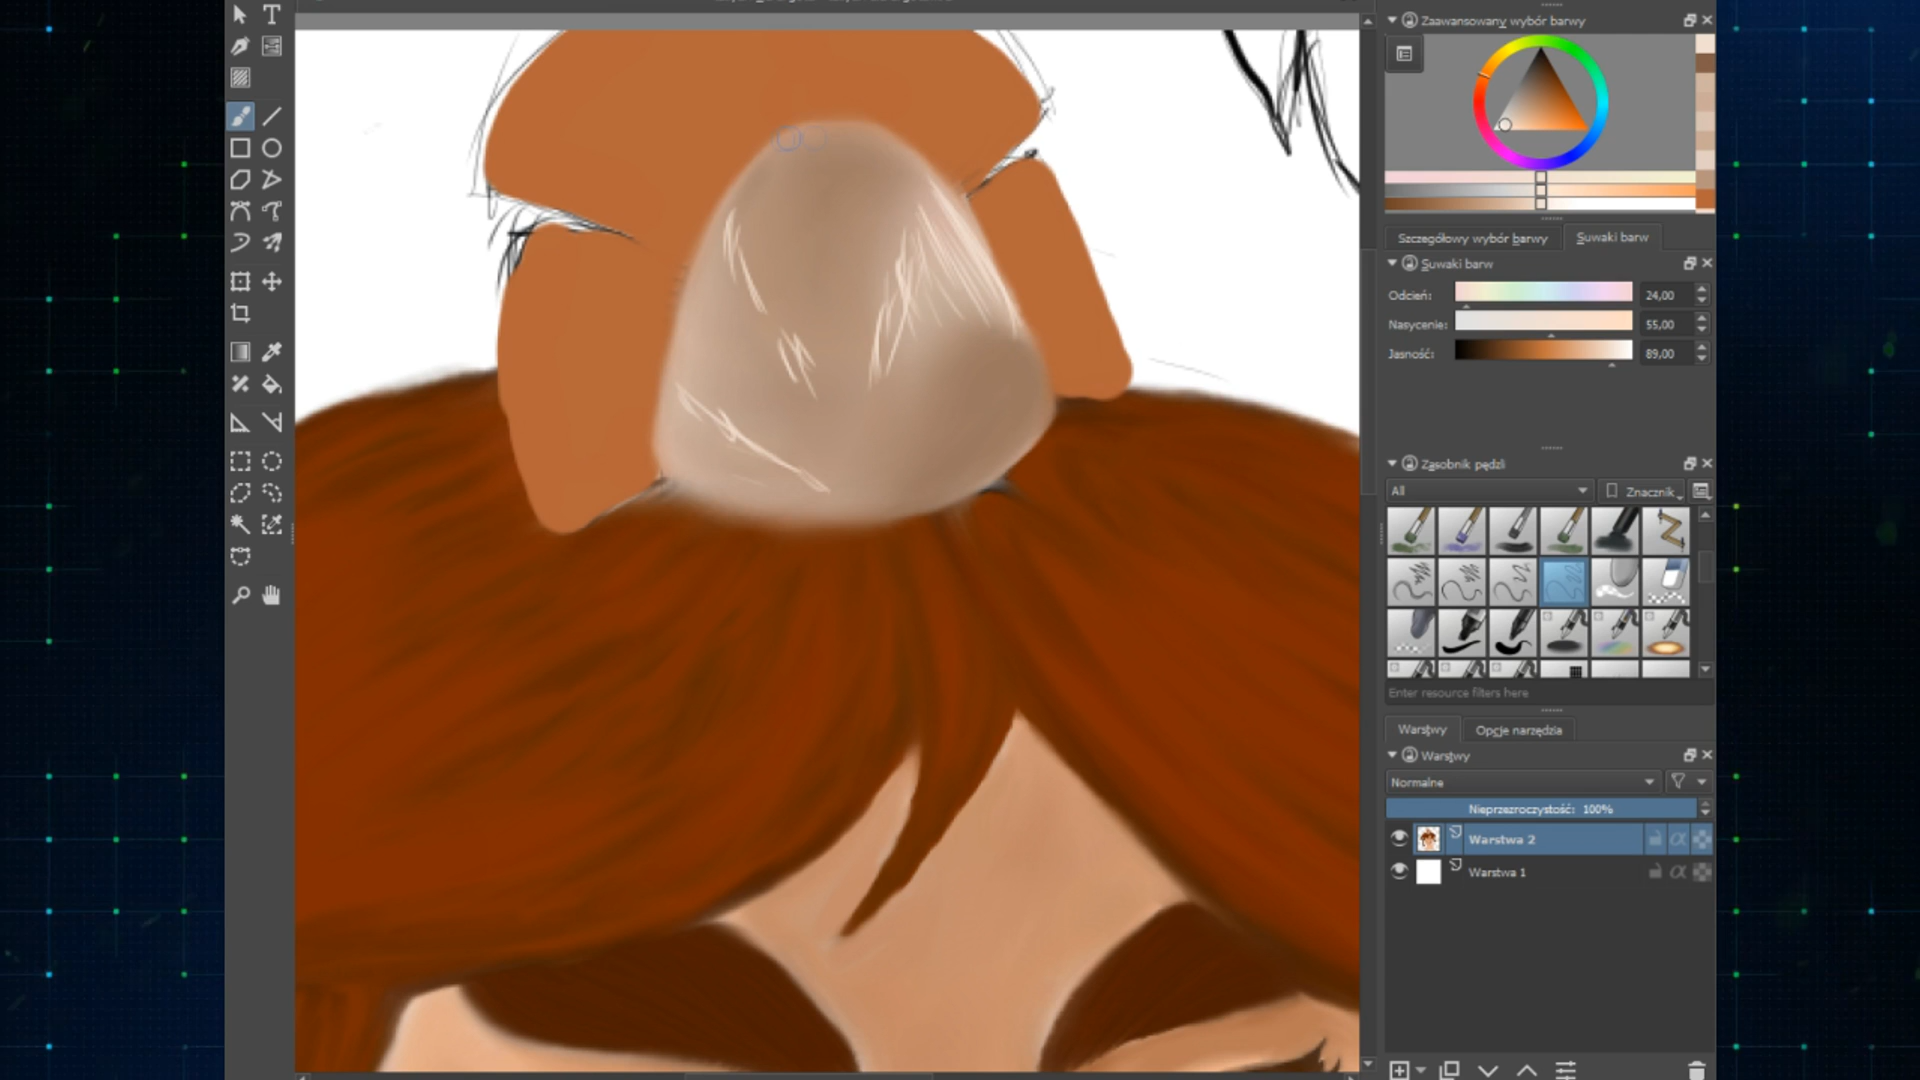 Zaawansowany wybór barwy
Szczegółowy wybór barwy
Suwaki barw
Suwaki barw
Odcień:
24,00
Nasycenie:
55,00
Jasność:
89,00
Zasobnik pędzli
All
Znacznik
Enter resource filters here
Warstwy
Opcje narzędzia
Warstwy
Normalne
Nieprzezroczystość: 100%
Warstwa 2
Warstwa 1